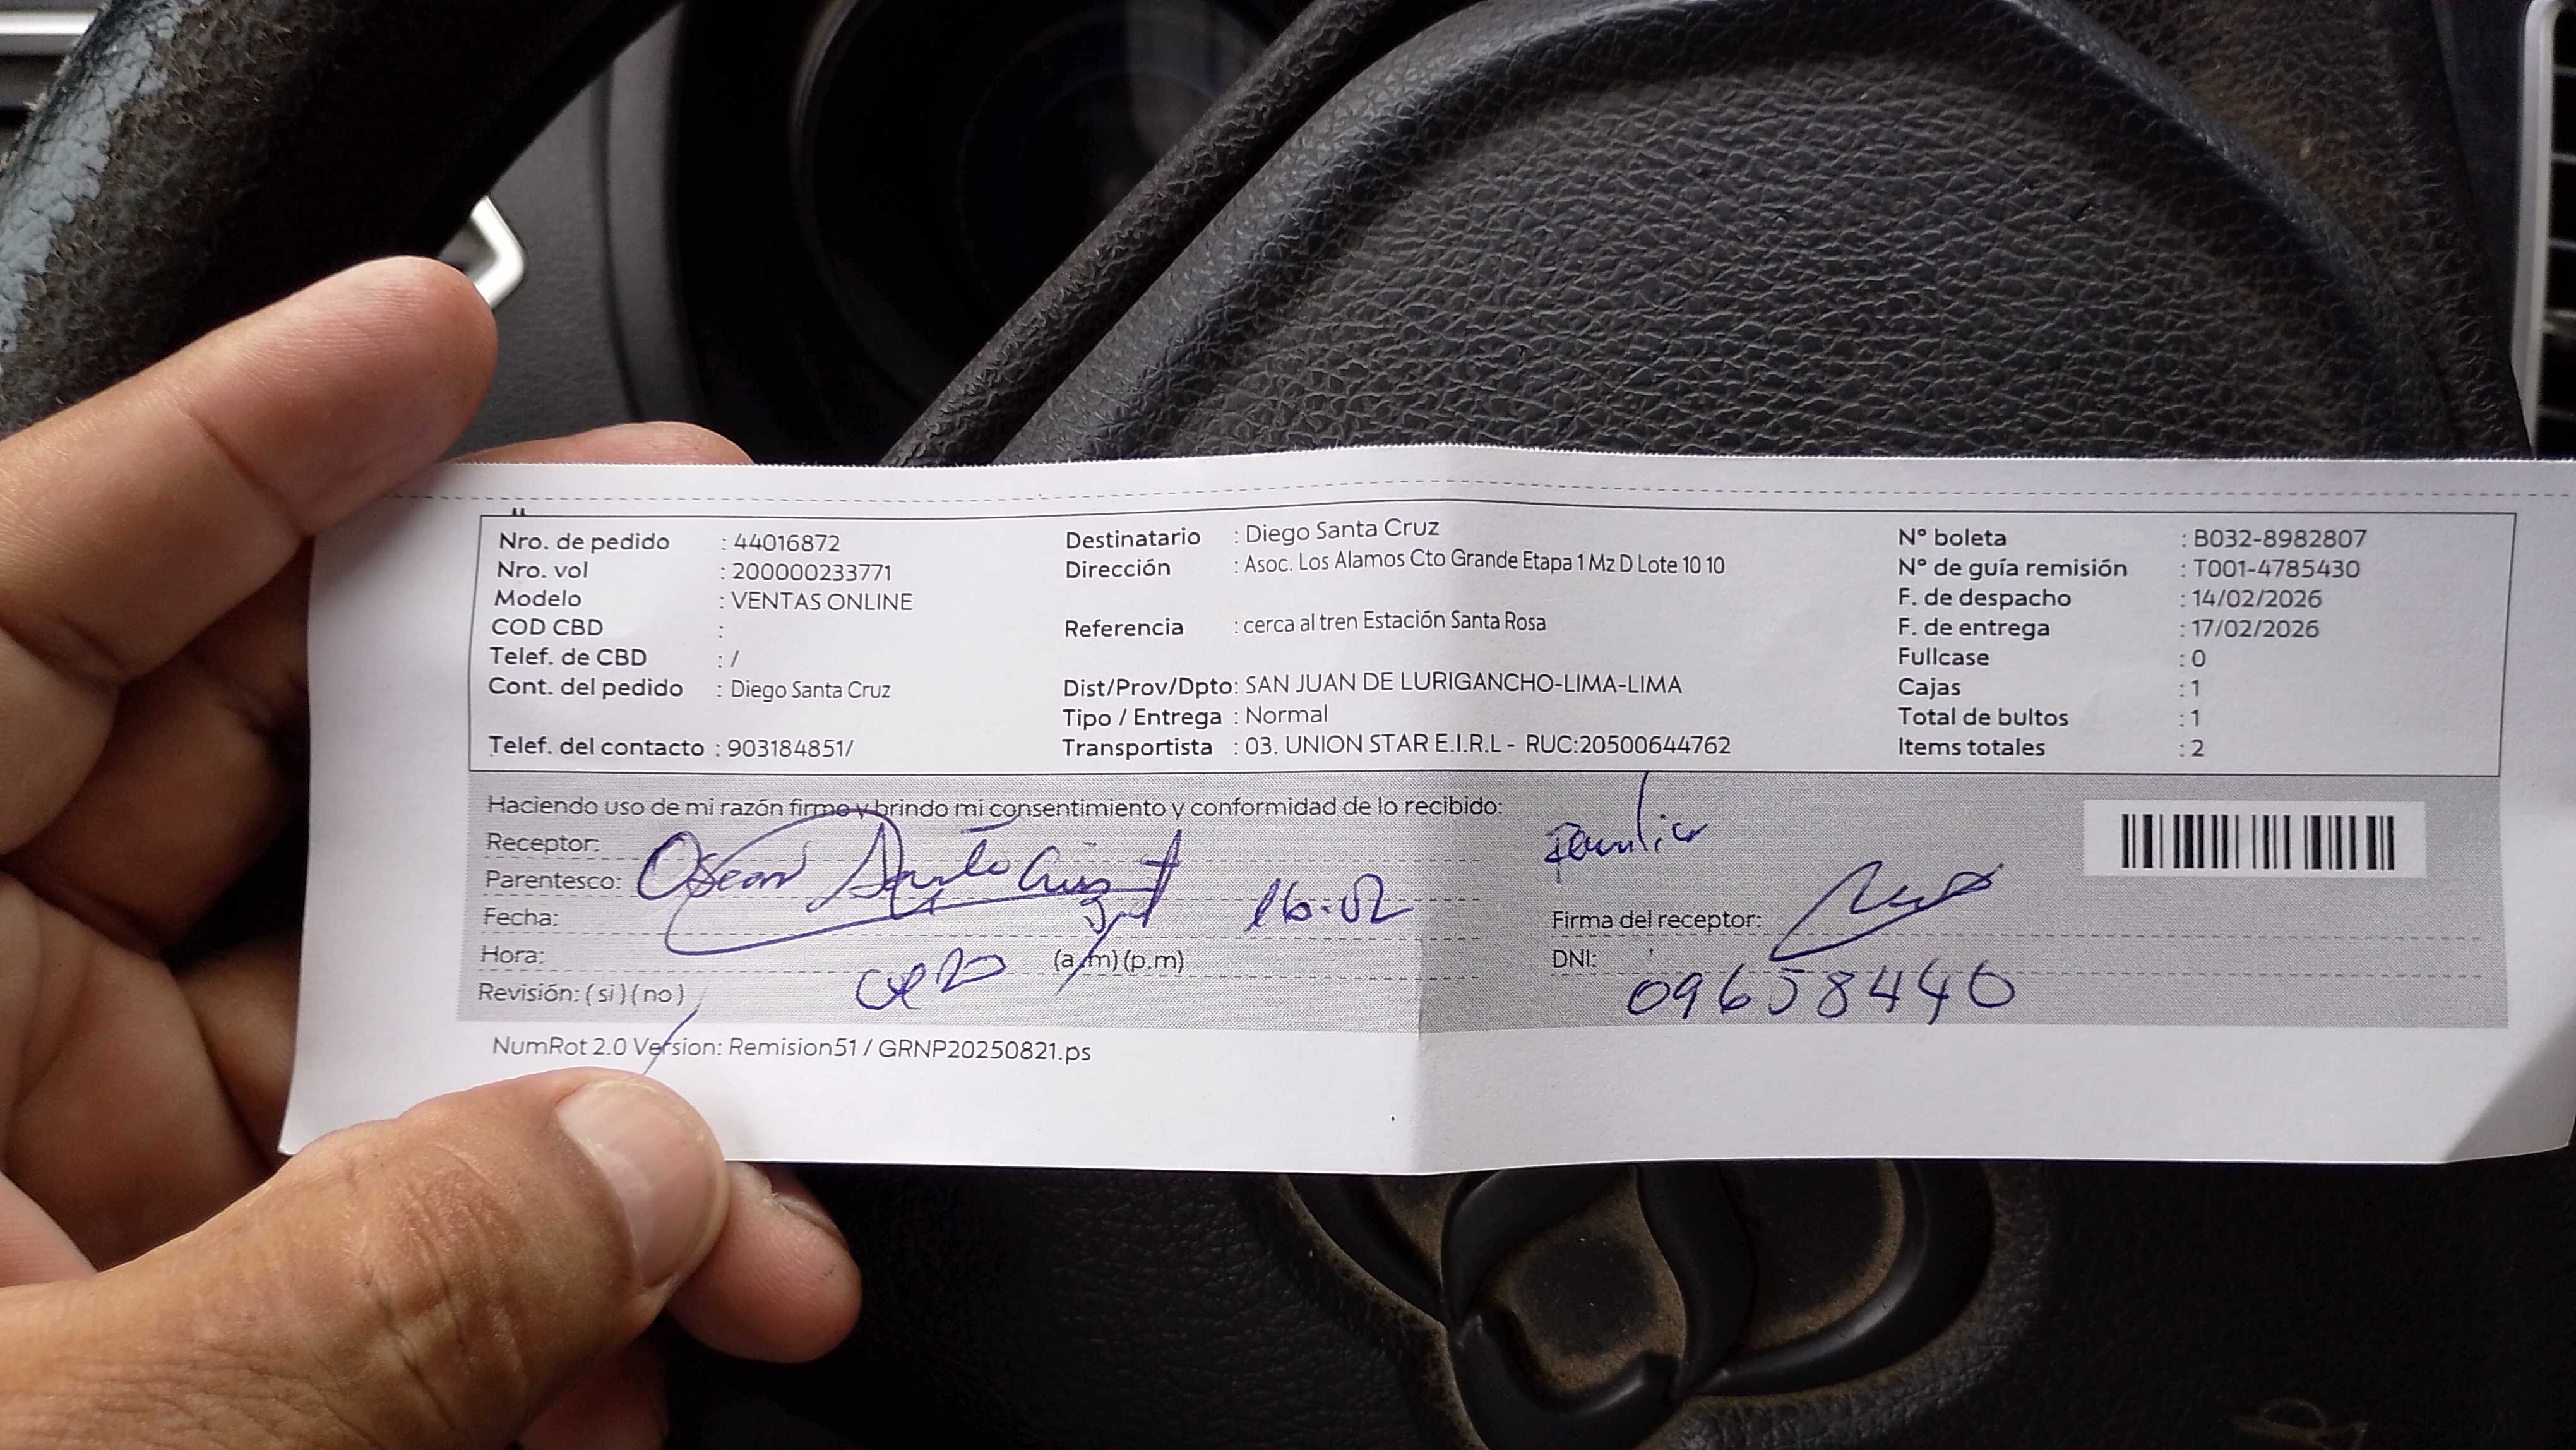 Nro. de pedido : 44016872
Nro. vol : 200000233771
Modelo : VENTAS ONLINE
COD CBD :
Telef. de CBD : /
Cont. del pedido : Diego Santa Cruz
Telef. del contacto : 903184851/
Destinatario : Diego Santa Cruz
Dirección : Asoc. Los Alamos Cto Grande Etapa 1 Mz D Lote 10 10
Referencia : cerca al tren Estación Santa Rosa
Dist/Prov/Dpto: SAN JUAN DE LURIGANCHO-LIMA-LIMA
Tipo / Entrega : Normal
Transportista : 03. UNION STAR E.I.R.L - RUC:20500644762
N° boleta : B032-8982807
N° de guía remisión : T001-4785430
F. de despacho : 14/02/2026
F. de entrega : 17/02/2026
Fullcase : 0
Cajas : 1
Total de bultos : 1
Items totales : 2
Haciendo uso de mi razón firmo y brindo mi consentimiento y conformidad de lo recibido:
Receptor:
Parentesco: Oscar Santa Cruz
Fecha: 16-02
Hora: (a.m) (p.m)
Revisión: ( si ) ( no )
Familiar
Firma del receptor:
DNI: 09658440
NumRot 2.0 Version: Remision51 / GRNP20250821.ps